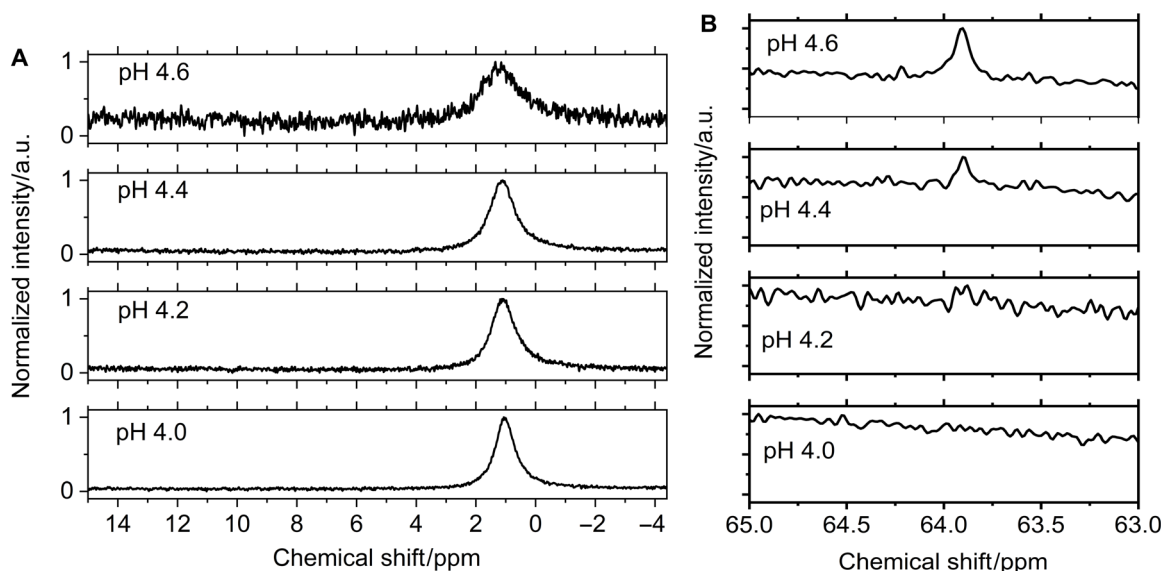 A
Normalized intensity/a.u.
pH 4.6
1
0
pH 4.4
1
0
pH 4.2
1
0
pH 4.0
1
0
14 12 10 8 6 4 2 0 −2 −4
Chemical shift/ppm
B
Normalized intensity/a.u.
pH 4.6
pH 4.4
pH 4.2
pH 4.0
65.0 64.5 64.0 63.5 63.0
Chemical shift/ppm